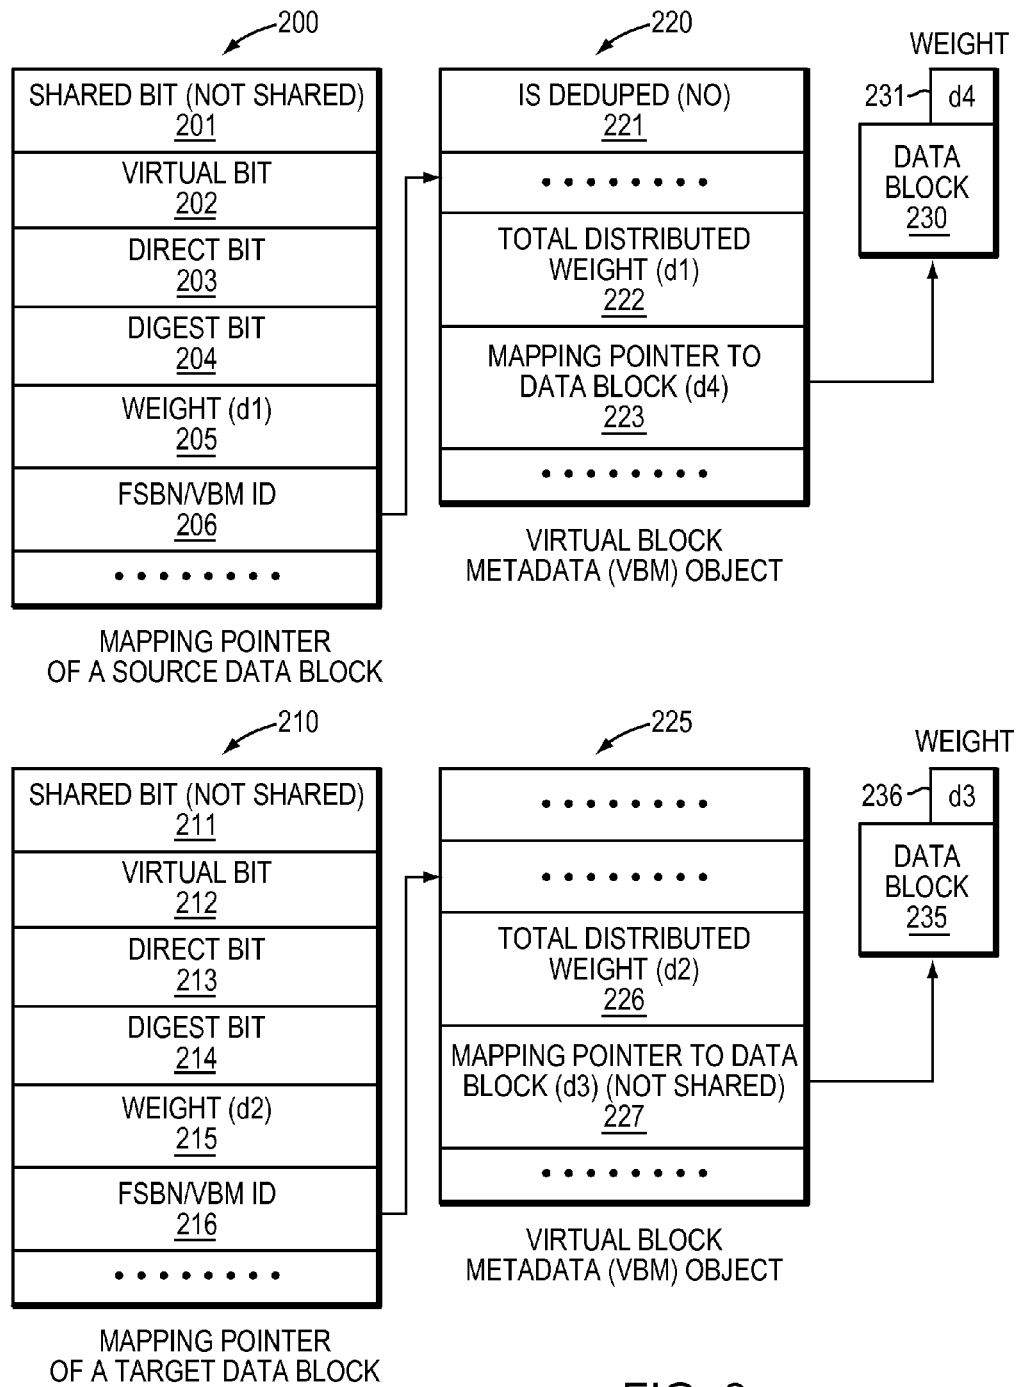 200
SHARED BIT (NOT SHARED)
201
VIRTUAL BIT
202
DIRECT BIT
203
DIGEST BIT
204
WEIGHT (d1)
205
FSBN/VBM ID
206
MAPPING POINTER
OF A SOURCE DATA BLOCK
220
IS DEDUPED (NO)
221
TOTAL DISTRIBUTED
WEIGHT (d1)
222
MAPPING POINTER TO
DATA BLOCK (d4)
223
VIRTUAL BLOCK
METADATA (VBM) OBJECT
WEIGHT
231
d4
DATA
BLOCK
230
210
SHARED BIT (NOT SHARED)
211
VIRTUAL BIT
212
DIRECT BIT
213
DIGEST BIT
214
WEIGHT (d2)
215
FSBN/VBM ID
216
MAPPING POINTER
OF A TARGET DATA BLOCK
225
TOTAL DISTRIBUTED
WEIGHT (d2)
226
MAPPING POINTER TO DATA
BLOCK (d3) (NOT SHARED)
227
VIRTUAL BLOCK
METADATA (VBM) OBJECT
WEIGHT
236
d3
DATA
BLOCK
235